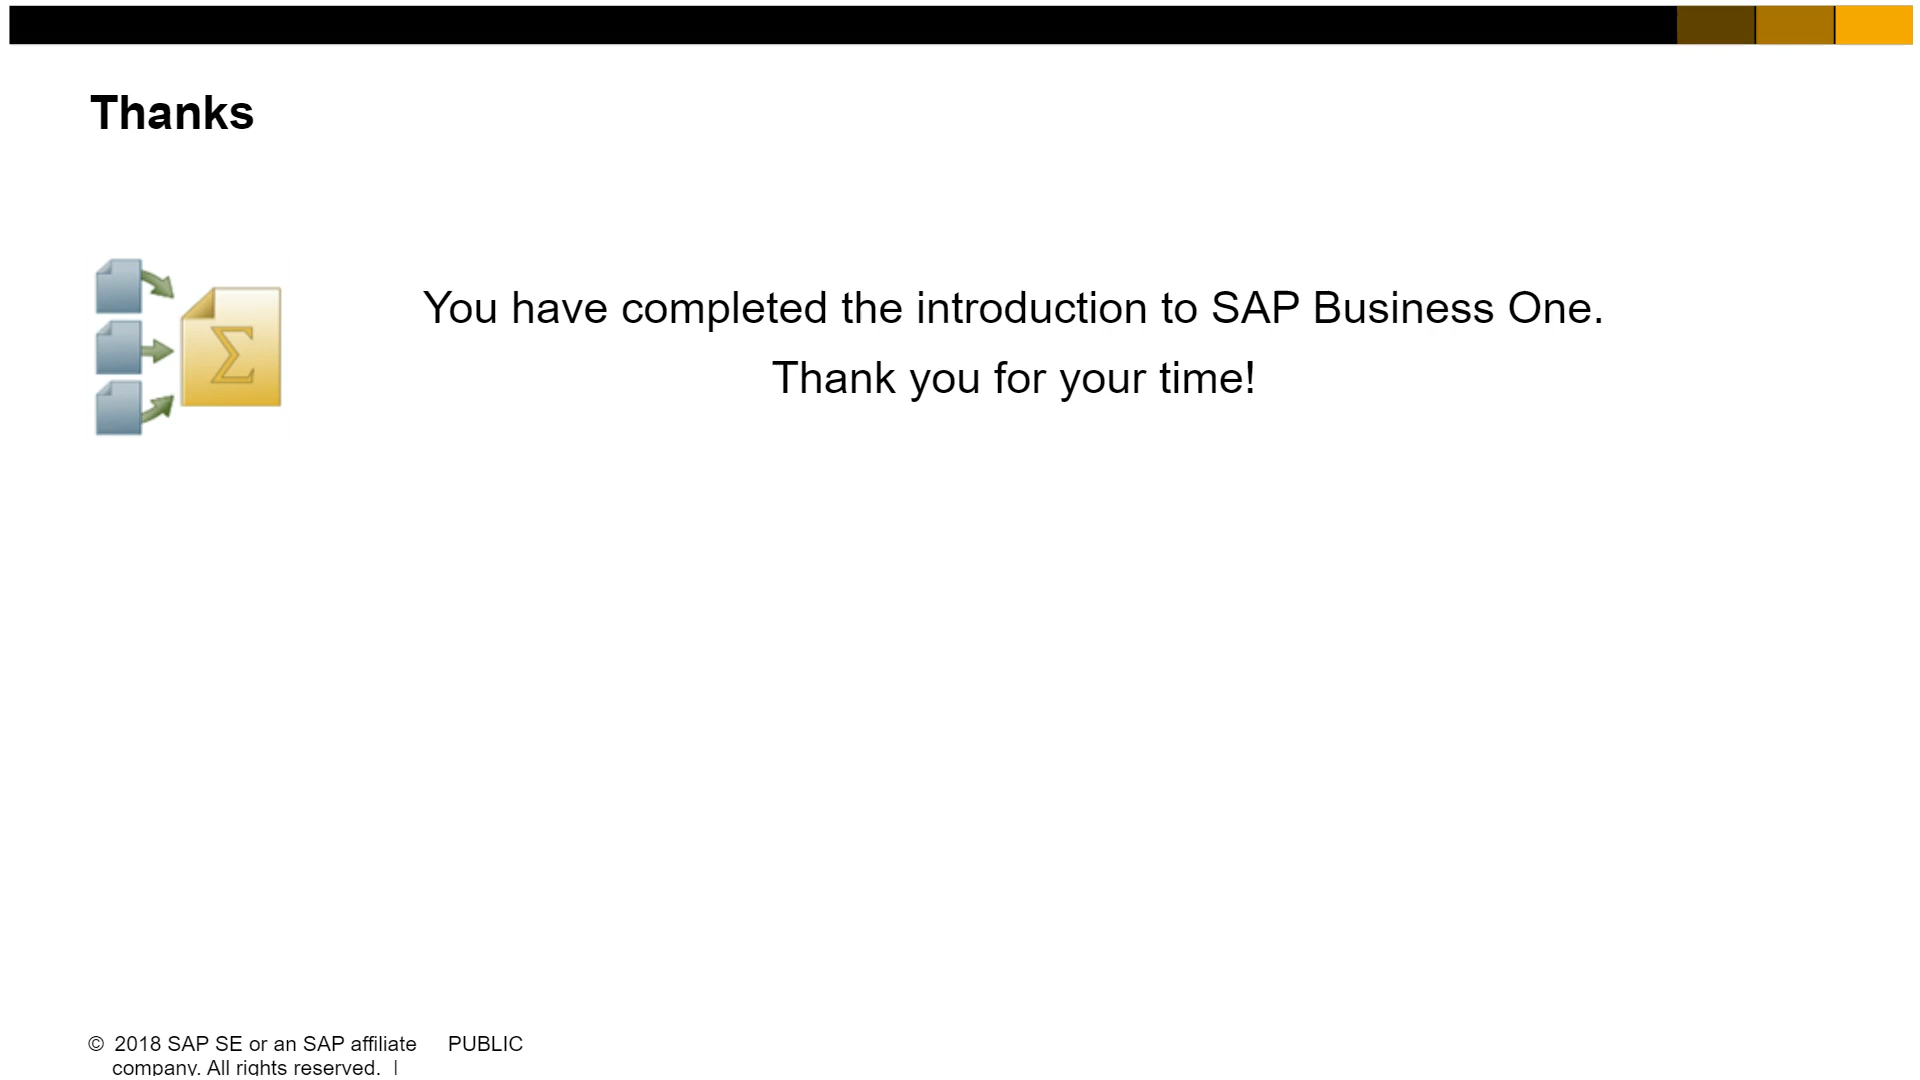 Thanks
Σ
You have completed the introduction to SAP Business One.
Thank you for your time!
© 2018 SAP SE or an SAP affiliate PUBLIC
company. All rights reserved. |